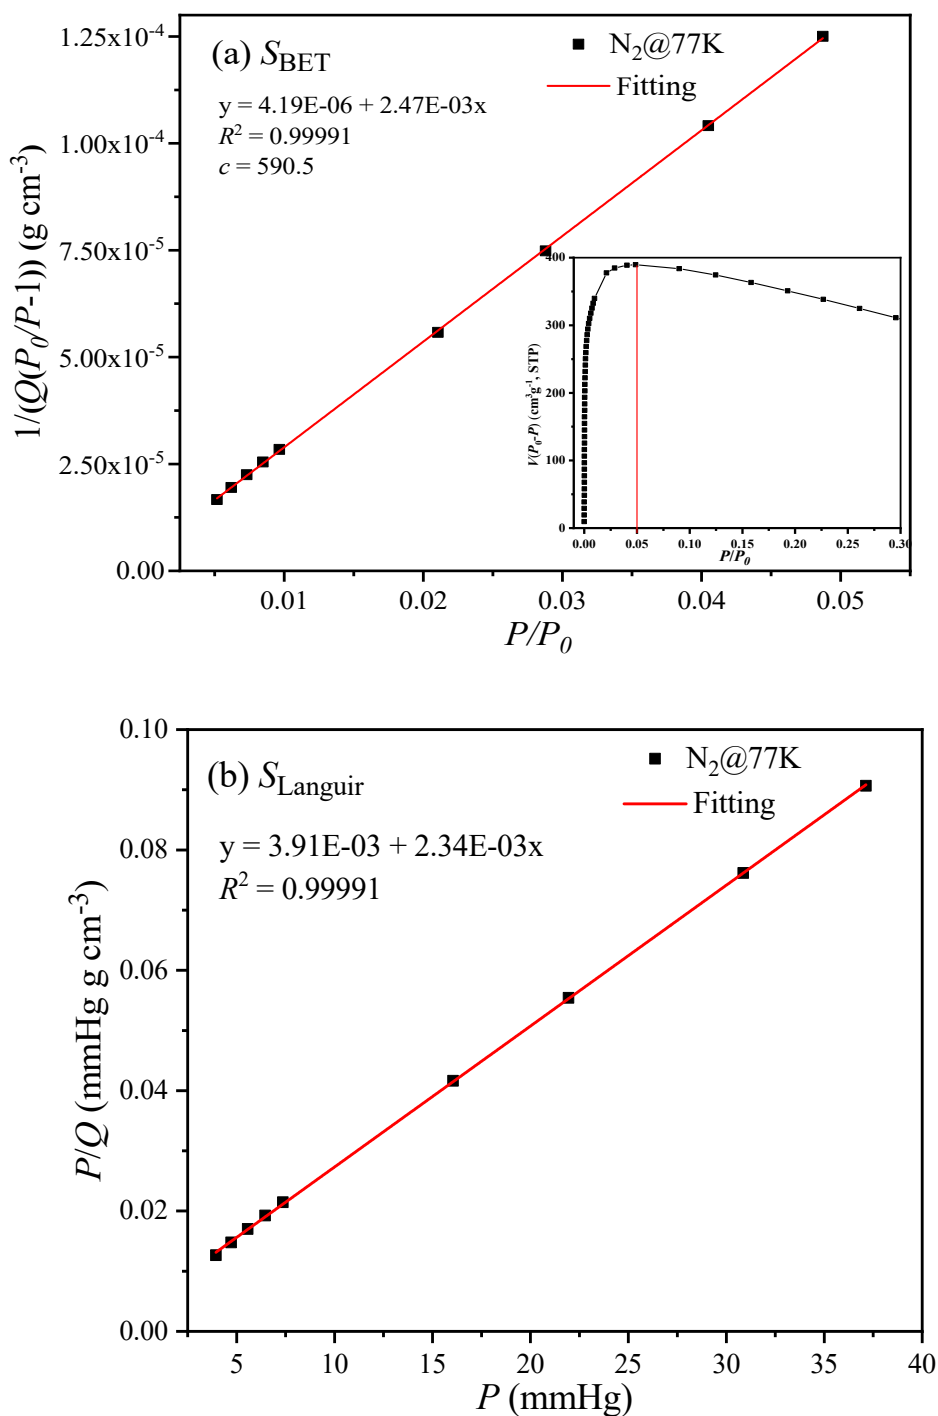 (a) S_BET
N₂@77K
Fitting
y = 4.19E-06 + 2.47E-03x
R² = 0.99991
c = 590.5
1/(Q(P₀/P-1)) (g cm⁻³)
1.25x10⁻⁴
1.00x10⁻⁴
7.50x10⁻⁵
5.00x10⁻⁵
2.50x10⁻⁵
0.00
0.01 0.02 0.03 0.04 0.05
P/P₀
V(P₀-P) (cm³g⁻¹, STP)
400
300
200
100
0
0.00 0.05 0.10 0.15 0.20 0.25 0.30
P/P₀
(b) S_Languir
N₂@77K
Fitting
y = 3.91E-03 + 2.34E-03x
R² = 0.99991
P/Q (mmHg g cm⁻³)
0.10
0.08
0.06
0.04
0.02
0.00
5 10 15 20 25 30 35 40
P (mmHg)